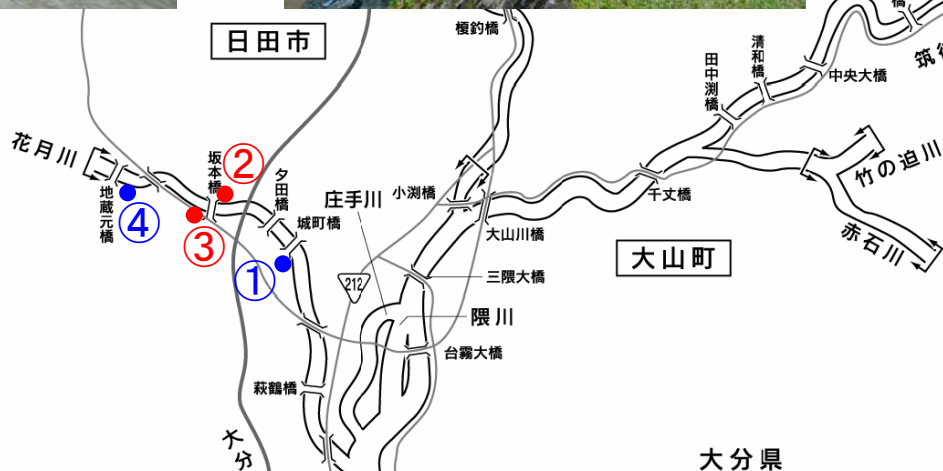 日田市
榎釣橋
橋
筑後
清和橋
田中渕橋
中央大橋
花月川
坂本橋
②
夕田橋
地蔵元橋
④
③
①
城町橋
庄手川
小渕橋
千丈橋
竹の迫川
赤石川
大山川橋
大山町
三隈大橋
212
隈川
台霧大橋
萩鶴橋
大分
大分県